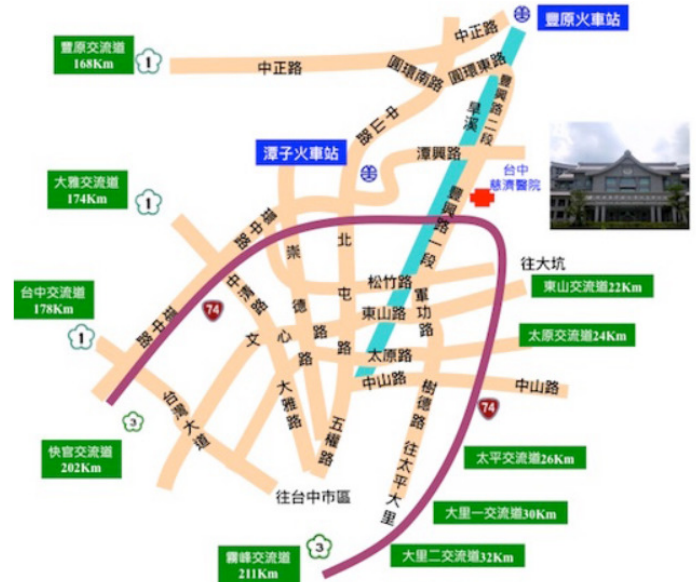 豐原火車站
中正路
豐原交流道
168Km
1
中正路
圓環南路
圓環東路
豐興路二段
旱溪
中山路
潭子火車站
潭興路
台中
慈濟醫院
大雅交流道
174Km
1
豐興路一段
環中路
北屯路
崇德路
中清路
往大坑
松竹路
東山交流道22Km
台中交流道
178Km
1
環中路
74
東山路
軍功路
文心路
太原路
太原交流道24Km
中山路
中山路
大雅路
台灣大道
五權路
樹德路
74
3
快官交流道
202Km
往太平大里
太平交流道26Km
往台中市區
大里一交流道30Km
3
霧峰交流道
211Km
大里二交流道32Km